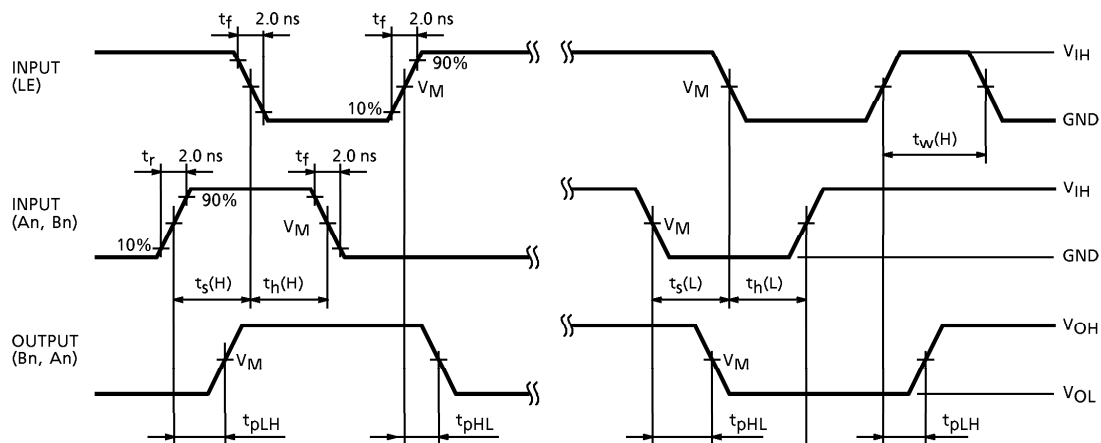 tf 2.0 ns tf 2.0 ns
INPUT
(LE)
90%
VM
10%
VM
VIH
GND
tw(H)
tr 2.0 ns tf 2.0 ns
INPUT
(An, Bn)
90%
VM
10%
VM
VIH
GND
ts(H) th(H) ts(L) th(L)
OUTPUT
(Bn, An)
VM
VM
VOH
VOL
tpLH tpHL tpHL tpLH